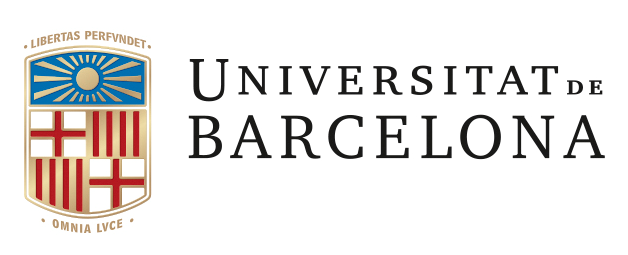 · LIBERTAS PERFVNDET ·
UNIVERSITAT DE
BARCELONA
· OMNIA LVCE ·